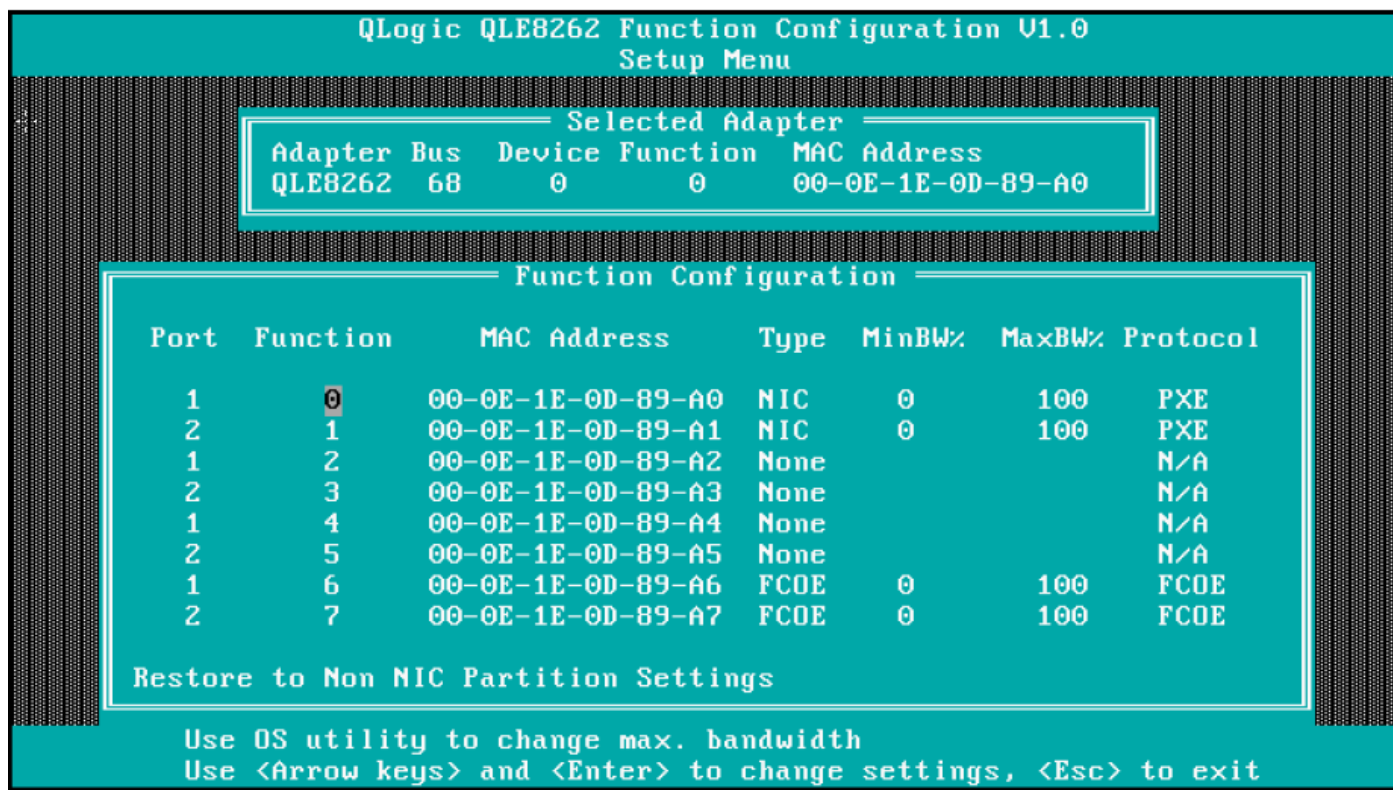 QLogic QLE8262 Function Configuration V1.0
Setup Menu
Selected Adapter
Adapter Bus Device Function MAC Address
QLE8262 68 0 0 00-0E-1E-0D-89-A0
Function Configuration
Port Function MAC Address Type MinBW% MaxBW% Protocol
1 0 00-0E-1E-0D-89-A0 NIC 0 100 PXE
2 1 00-0E-1E-0D-89-A1 NIC 0 100 PXE
1 2 00-0E-1E-0D-89-A2 None N/A
2 3 00-0E-1E-0D-89-A3 None N/A
1 4 00-0E-1E-0D-89-A4 None N/A
2 5 00-0E-1E-0D-89-A5 None N/A
1 6 00-0E-1E-0D-89-A6 FCOE 0 100 FCOE
2 7 00-0E-1E-0D-89-A7 FCOE 0 100 FCOE
Restore to Non NIC Partition Settings
Use OS utility to change max. bandwidth
Use <Arrow keys> and <Enter> to change settings, <Esc> to exit